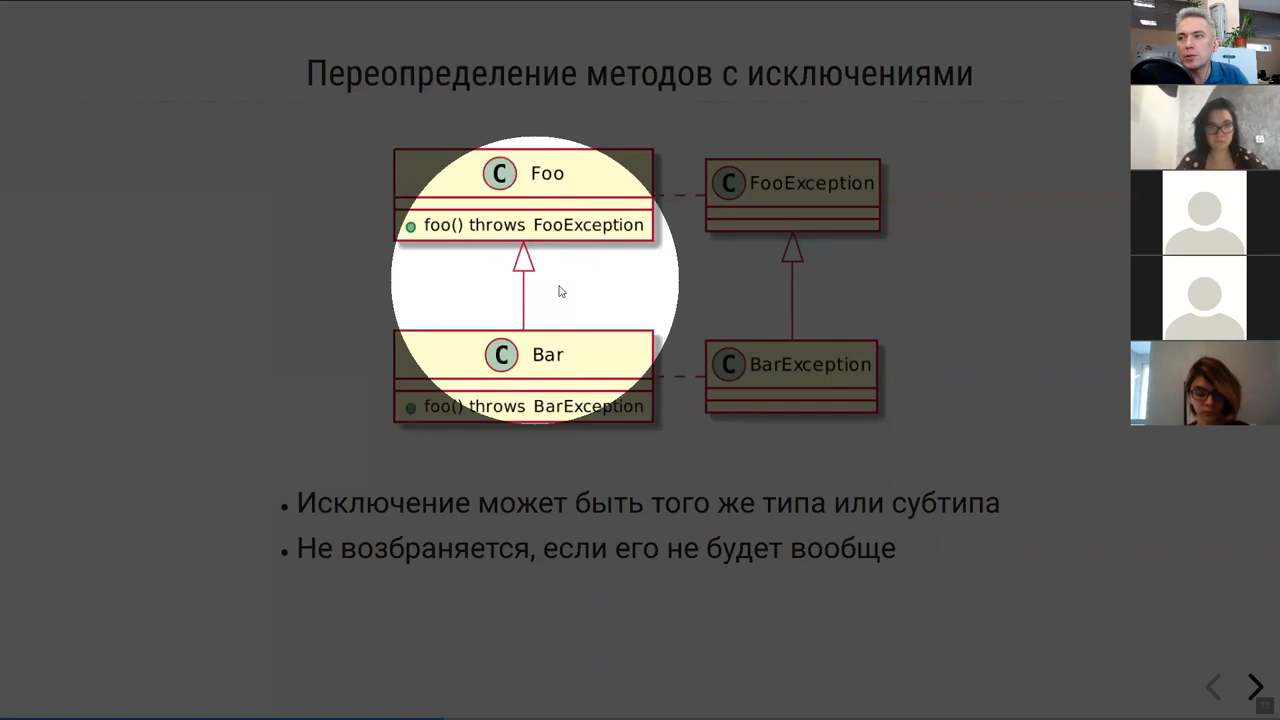 Переопределение методов с исключениями
C Foo
foo() throws FooException
C FooException
C Bar
foo() throws BarException
C BarException
• Исключение может быть того же типа или субтипа
• Не возбраняется, если его не будет вообще